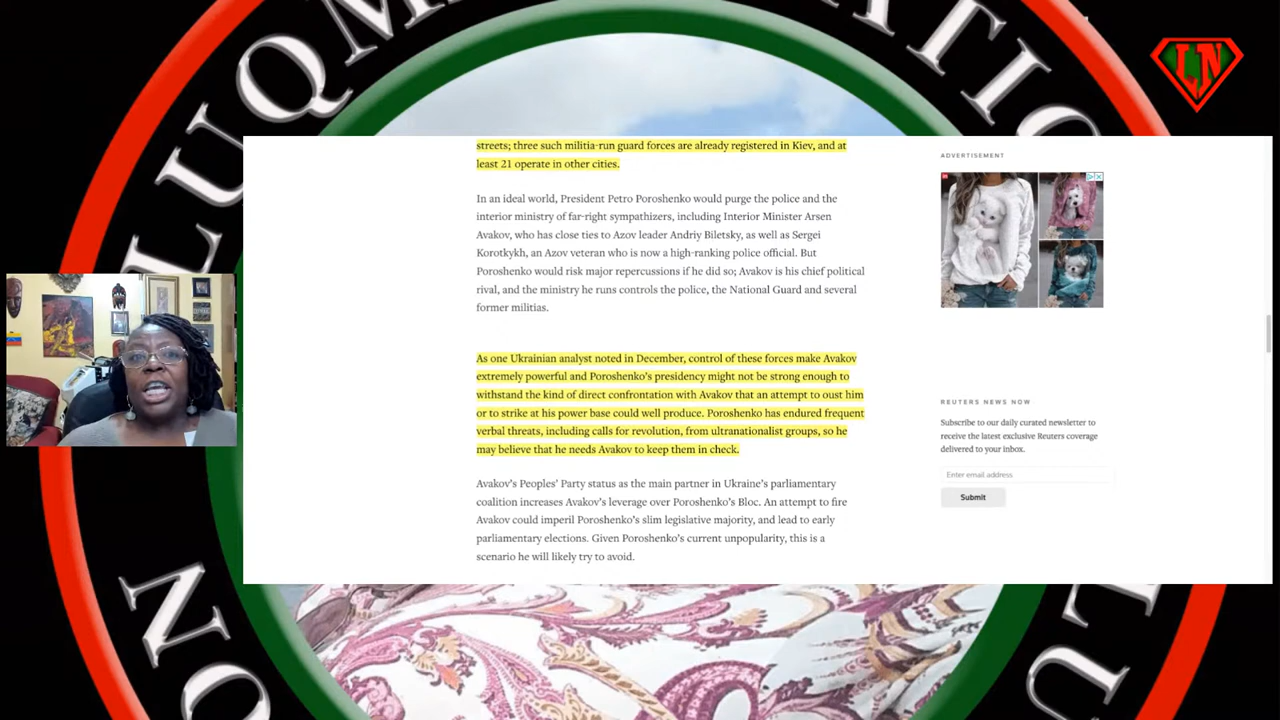 LUQM
ATIO
LN
streets; three such militia-run guard forces are already registered in Kiev, and at
least 21 operate in other cities.
In an ideal world, President Petro Poroshenko would purge the police and the
interior ministry of far-right sympathizers, including Interior Minister Arsen
Avakov, who has close ties to Azov leader Andriy Biletsky, as well as Sergei
Korotkykh, an Azov veteran who is now a high-ranking police official. But
Poroshenko would risk major repercussions if he did so; Avakov is his chief political
rival, and the ministry he runs controls the police, the National Guard and several
former militias.
As one Ukrainian analyst noted in December, control of these forces make Avakov
extremely powerful and Poroshenko's presidency might not be strong enough to
withstand the kind of direct confrontation with Avakov that an attempt to oust him
or to strike at his power base could well produce. Poroshenko has endured frequent
verbal threats, including calls for revolution, from ultranationalist groups, so he
may believe that he needs Avakov to keep them in check.
Avakov's Peoples' Party status as the main partner in Ukraine's parliamentary
coalition increases Avakov's leverage over Poroshenko's Bloc. An attempt to fire
Avakov could imperil Poroshenko's slim legislative majority, and lead to early
parliamentary elections. Given Poroshenko's current unpopularity, this is a
scenario he will likely try to avoid.
ADVERTISEMENT
REUTERS NEWS NOW
Subscribe to our daily curated newsletter to
receive the latest exclusive Reuters coverage
delivered to your inbox.
Enter email address
Submit
NO
LU